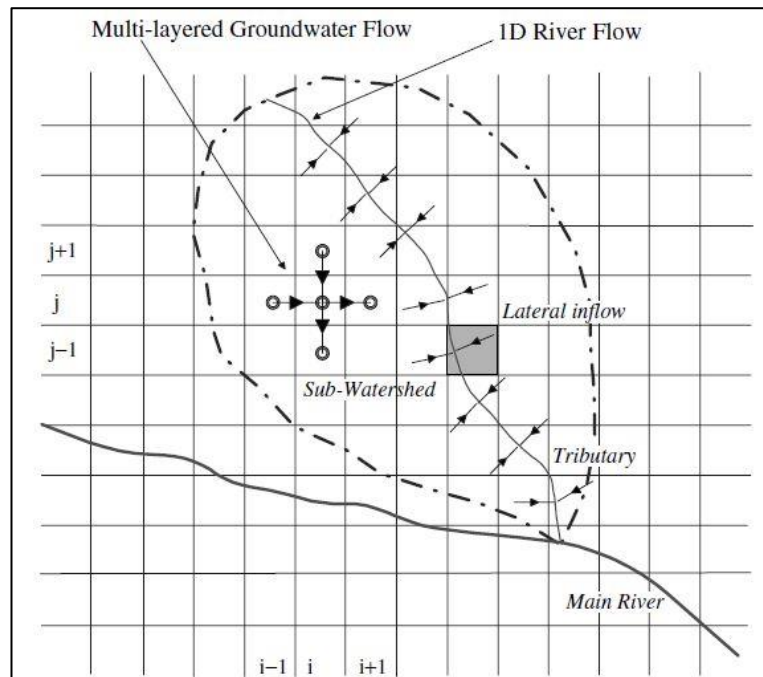 Multi-layered Groundwater Flow
1D River Flow
j+1
j
j−1
Lateral inflow
Sub-Watershed
Tributary
Main River
i−1 i i+1